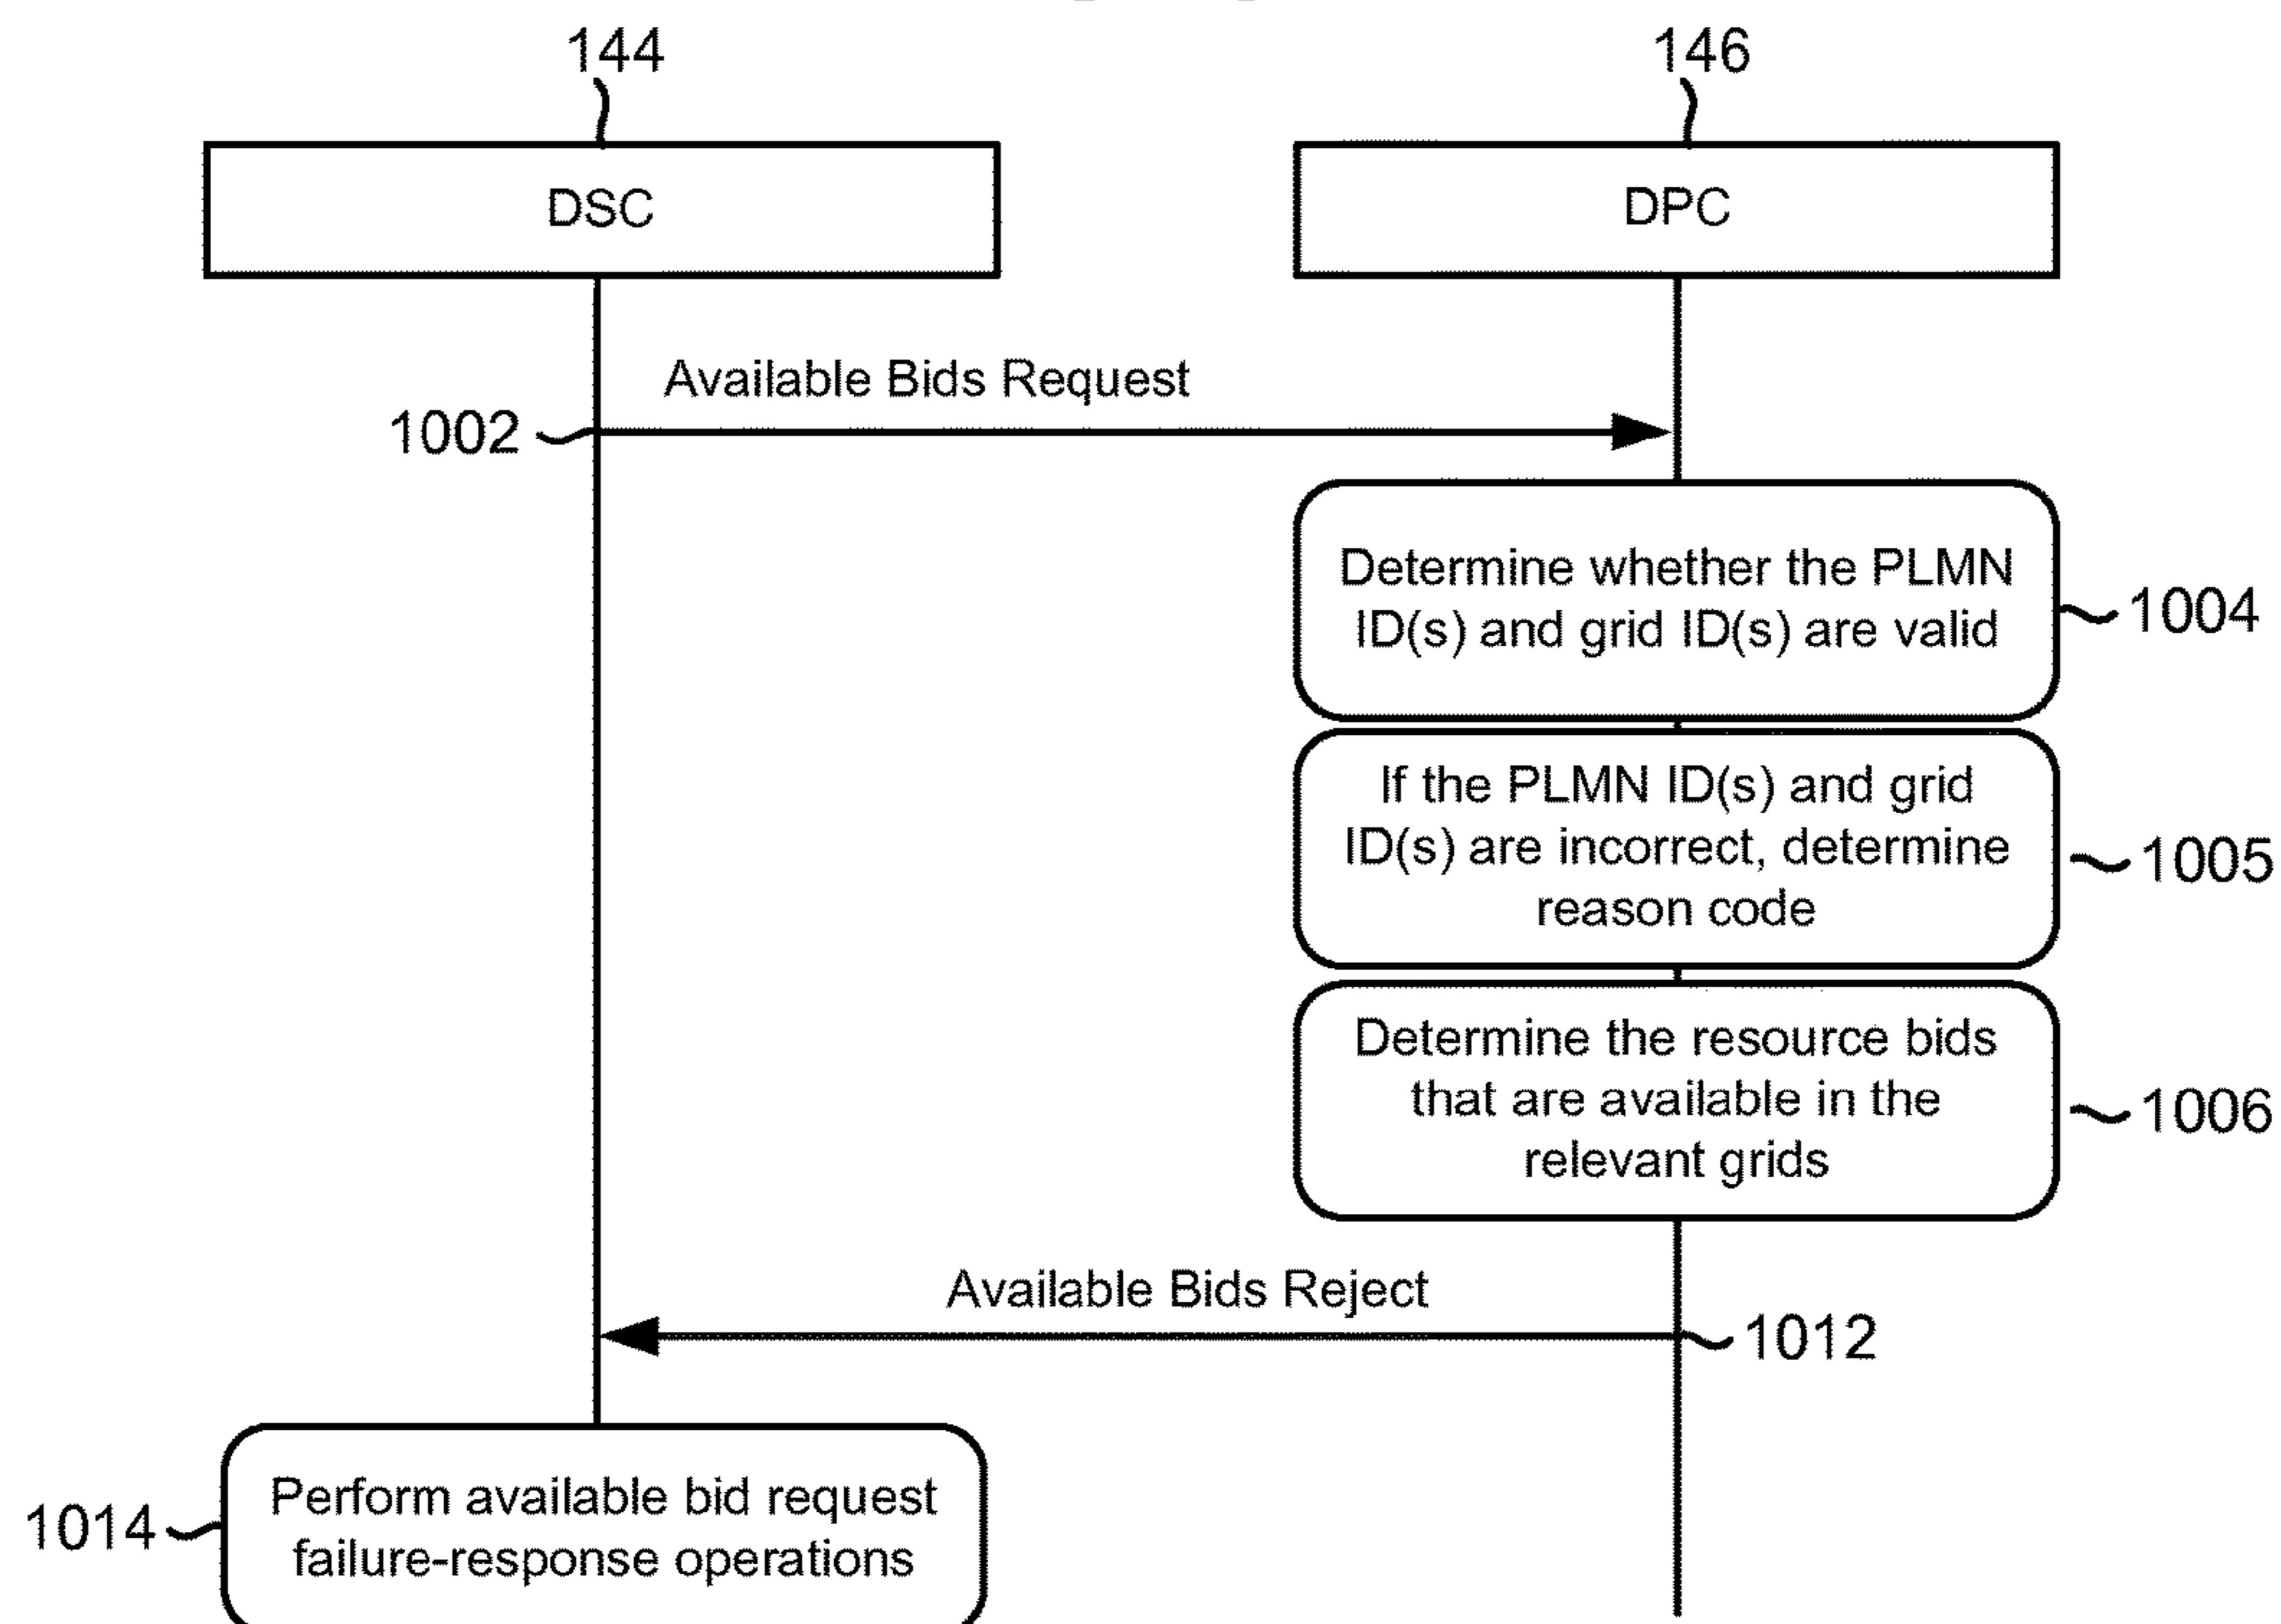 144
146
DSC
DPC
Available Bids Request
1002
Determine whether the PLMN
ID(s) and grid ID(s) are valid
1004
If the PLMN ID(s) and grid
ID(s) are incorrect, determine
reason code
1005
Determine the resource bids
that are available in the
relevant grids
1006
Available Bids Reject
1012
Perform available bid request
failure-response operations
1014